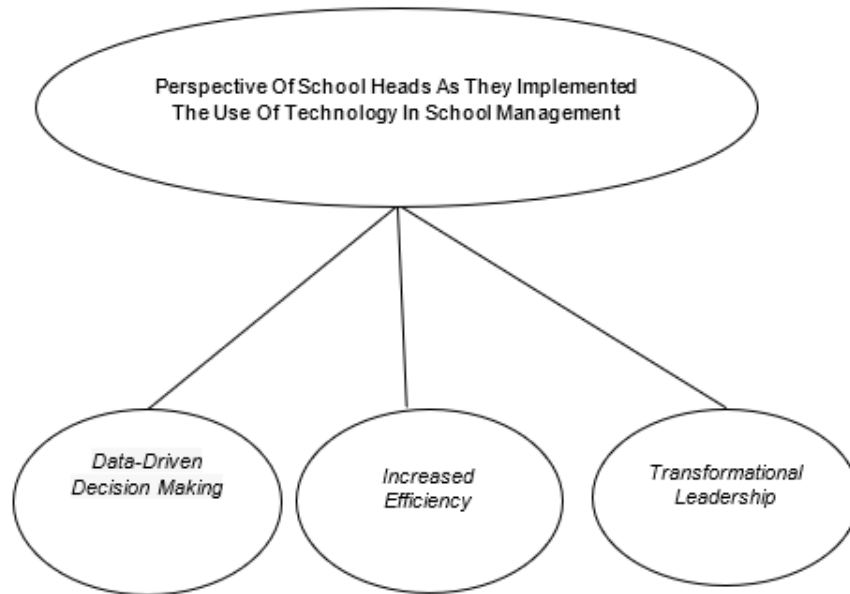 Perspective Of School Heads As They Implemented
The Use Of Technology In School Management
Data-Driven
Decision Making
Increased
Efficiency
Transformational
Leadership